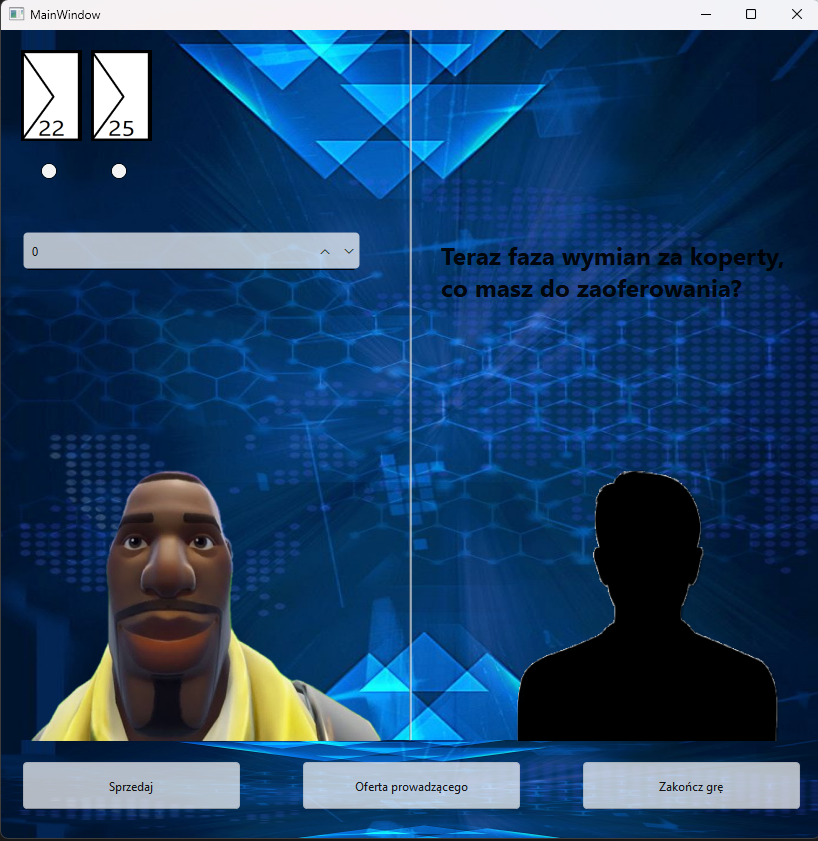 MainWindow
22
25
0
Teraz faza wymian za koperty,
co masz do zaoferowania?
Sprzedaj
Oferta prowadzącego
Zakończ grę